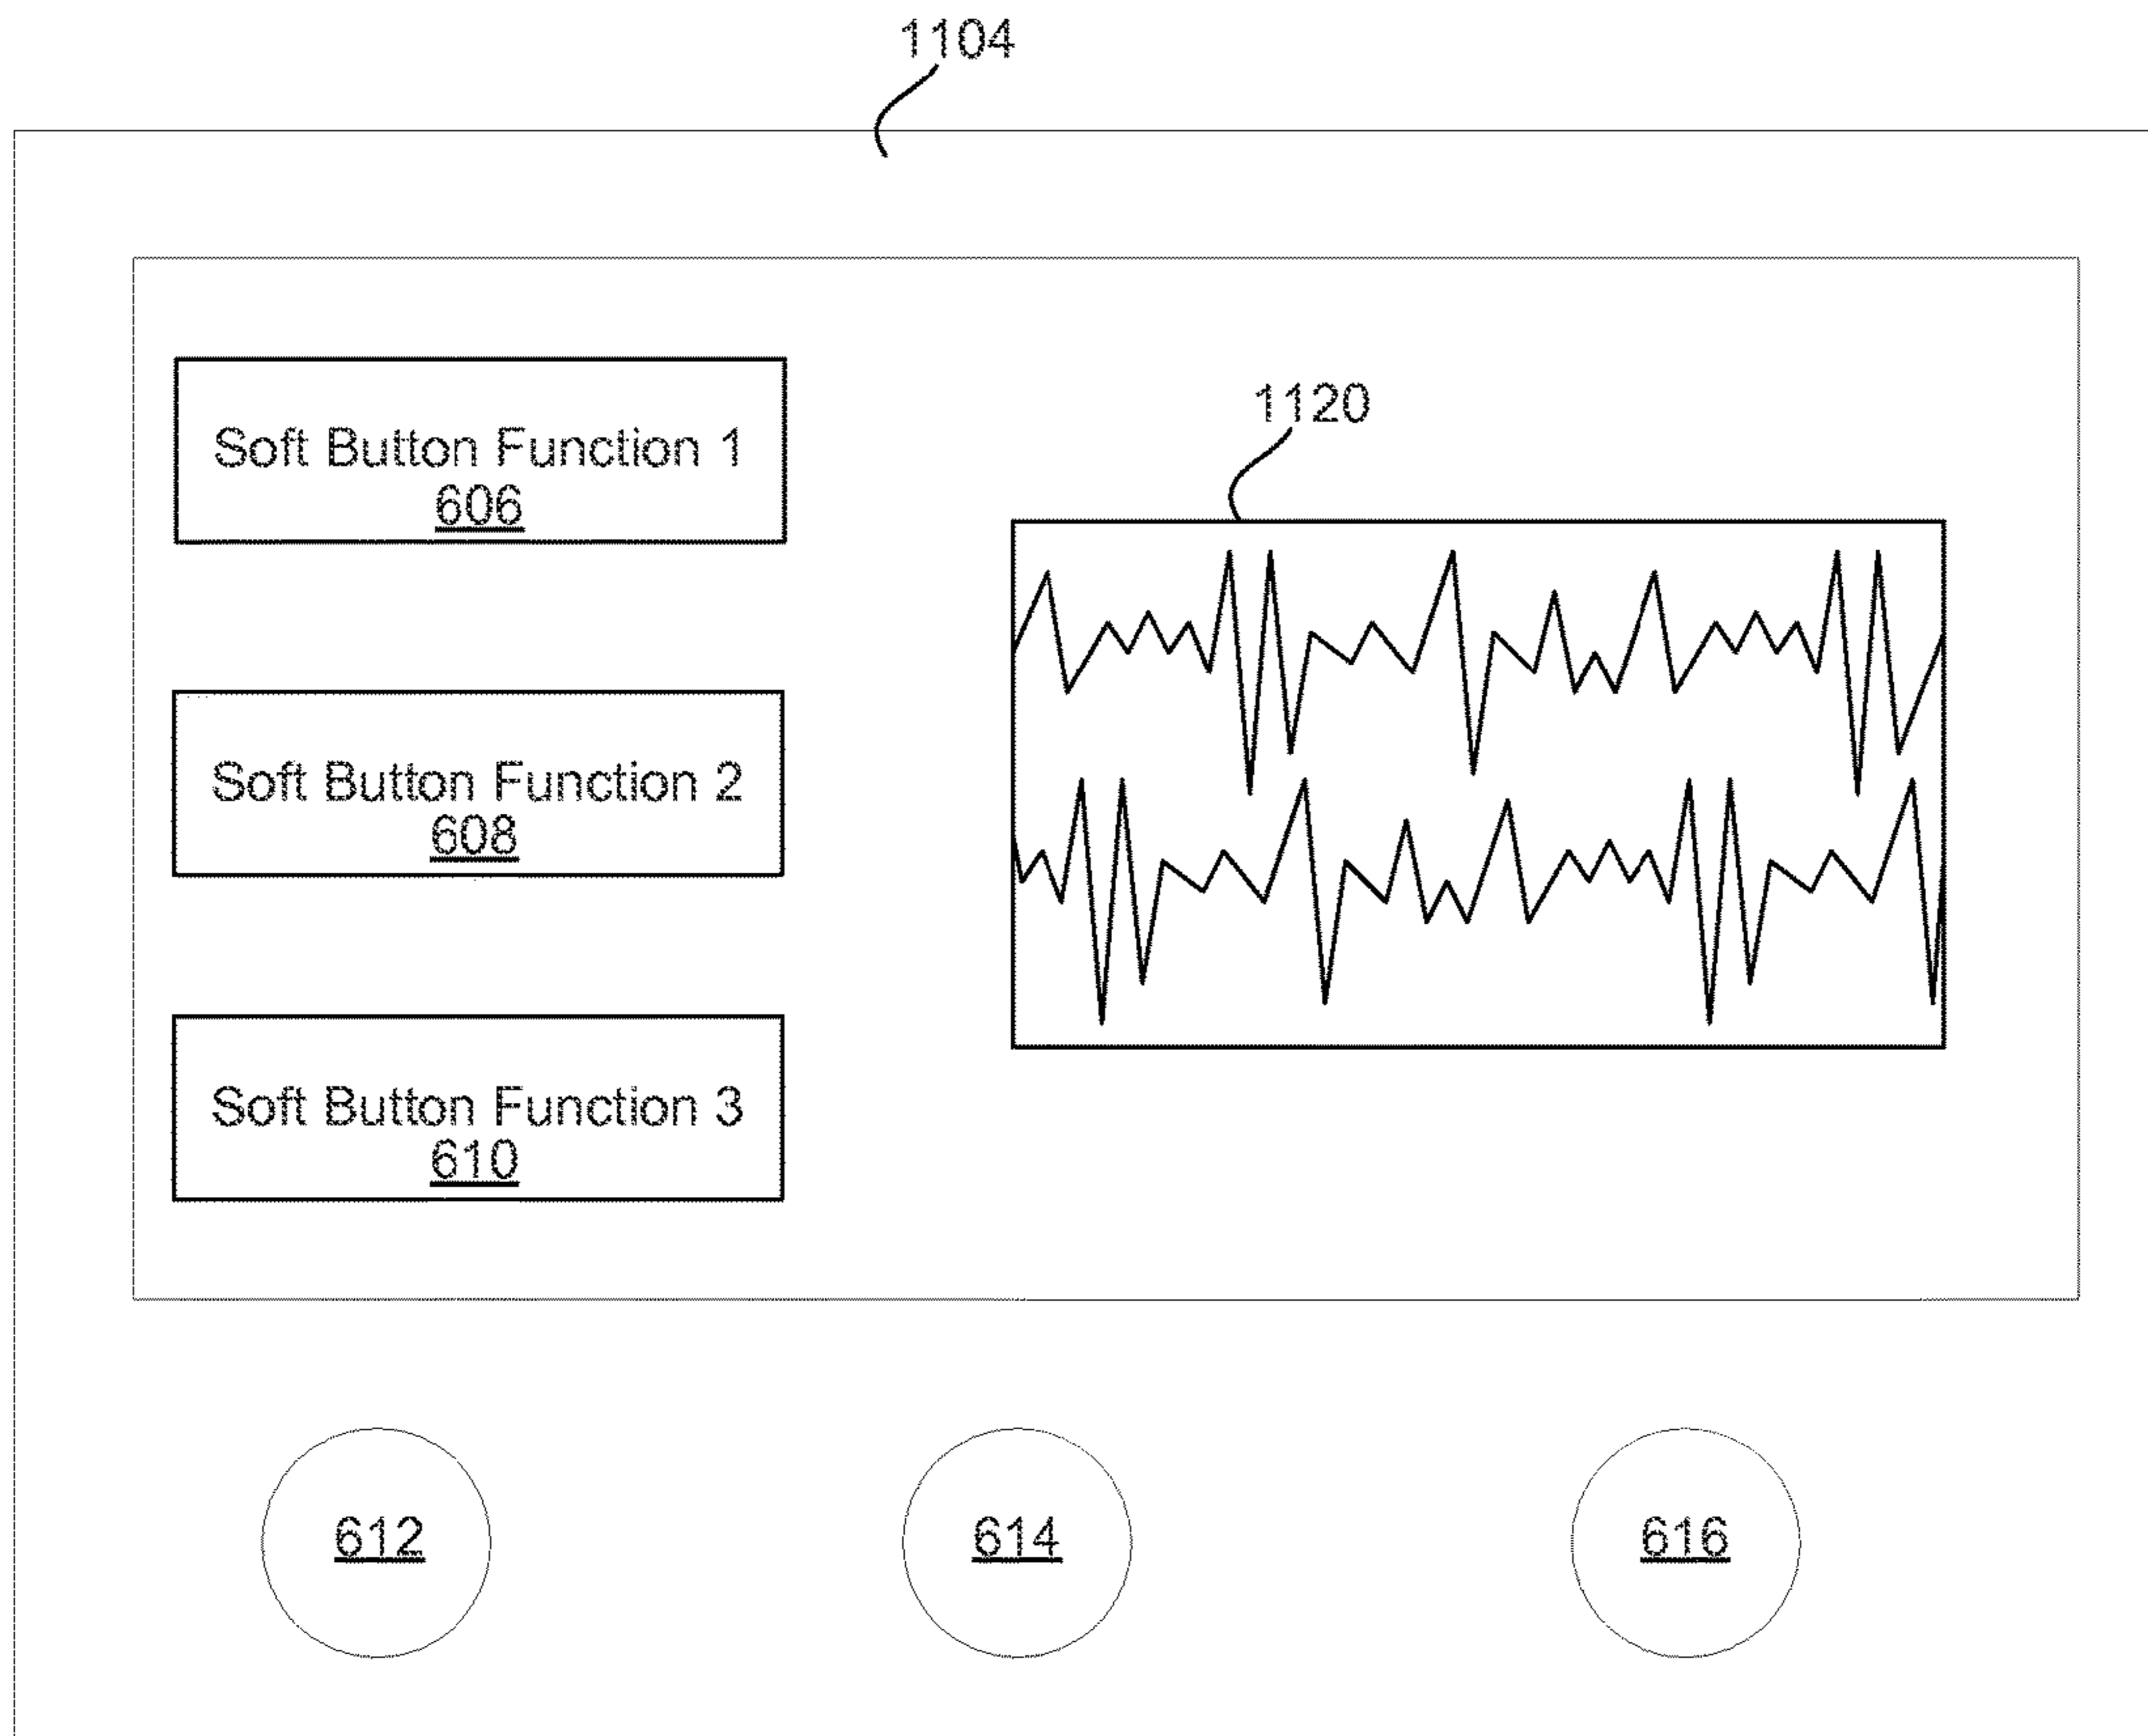 1104
Soft Button Function 1
606
1120
Soft Button Function 2
608
Soft Button Function 3
610
612
614
616